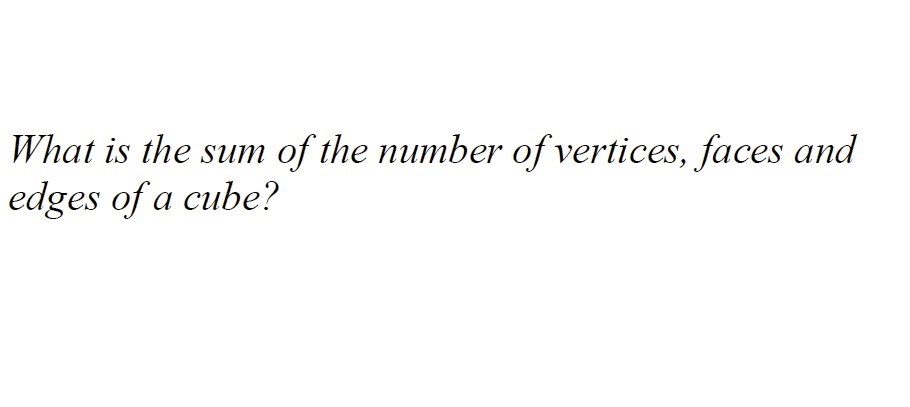 What is the sum of the number of vertices, faces and
edges of a cube?